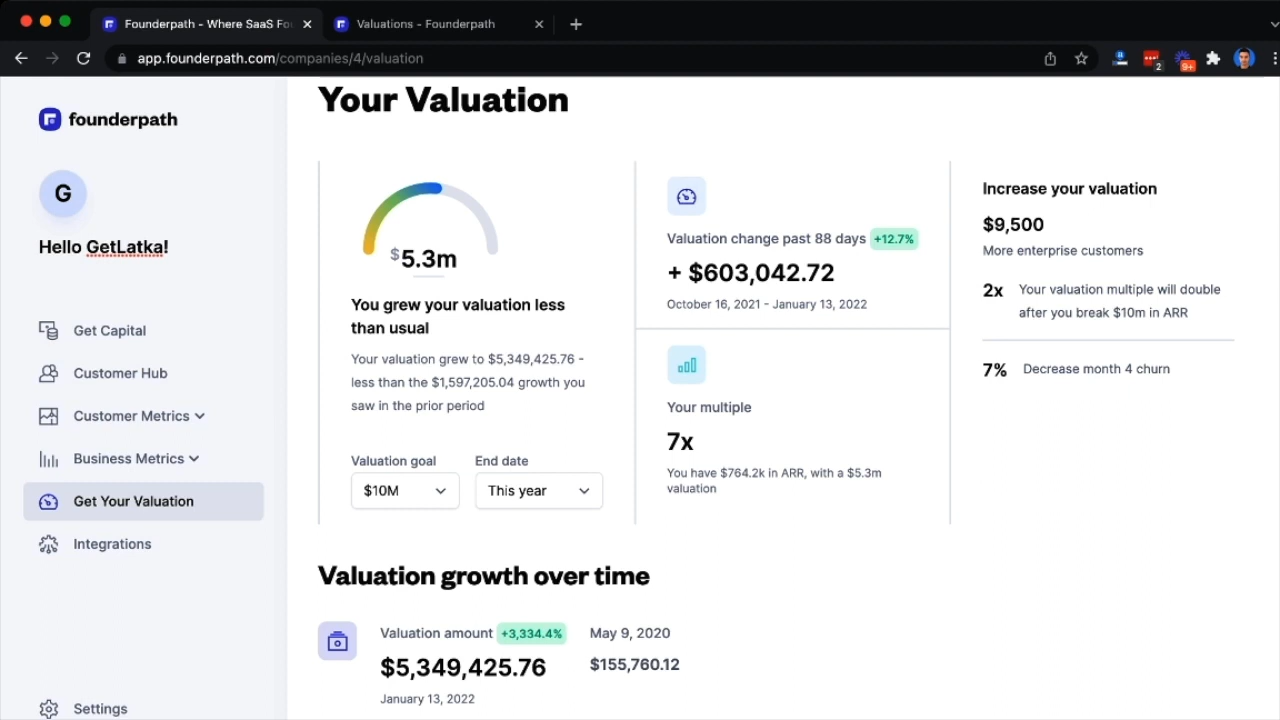 Founderpath - Where SaaS Fou
Valuations - Founderpath
app.founderpath.com/companies/4/valuation
2
9+
founderpath
G
Hello GetLatka!
Get Capital
Customer Hub
Customer Metrics
Business Metrics
Get Your Valuation
Integrations
Settings
Your Valuation
$5.3m
You grew your valuation less
than usual
Your valuation grew to $5,349,425.76 -
less than the $1,597,205.04 growth you
saw in the prior period
Valuation goal
$10M
End date
This year
Valuation change past 88 days +12.7%
+ $603,042.72
October 16, 2021 - January 13, 2022
Your multiple
7x
You have $764.2k in ARR, with a $5.3m
valuation
Increase your valuation
$9,500
More enterprise customers
2x Your valuation multiple will double
after you break $10m in ARR
7% Decrease month 4 churn
Valuation growth over time
Valuation amount +3,334.4%
$5,349,425.76
January 13, 2022
May 9, 2020
$155,760.12